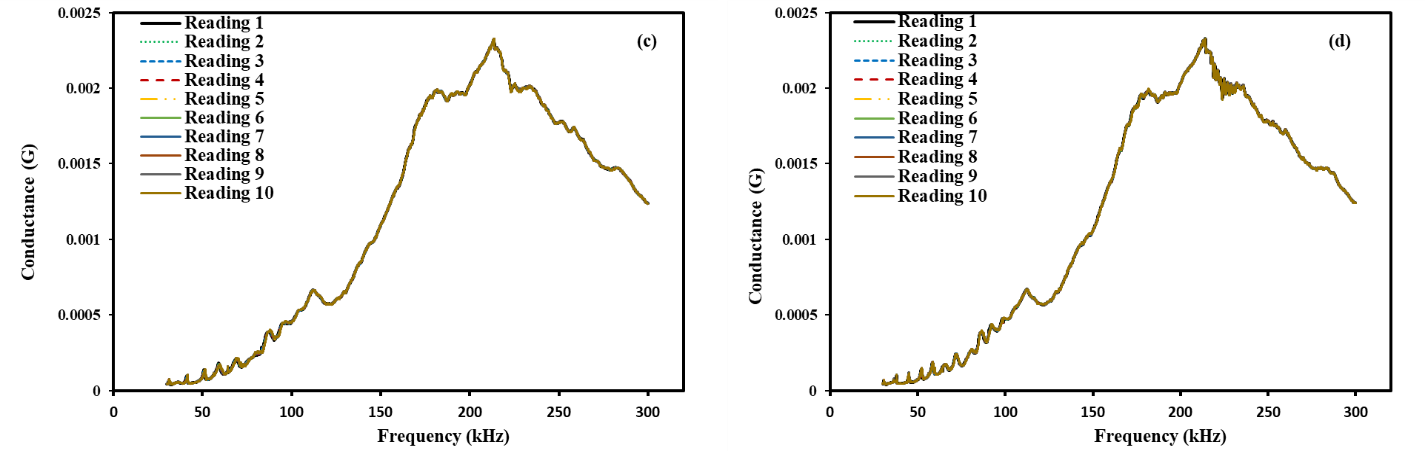 0.0025
0.002
0.0015
0.001
0.0005
0
Conductance (G)
Reading 1
Reading 2
Reading 3
Reading 4
Reading 5
Reading 6
Reading 7
Reading 8
Reading 9
Reading 10
(c)
0 50 100 150 200 250 300
Frequency (kHz)
0.0025
0.002
0.0015
0.001
0.0005
0
Conductance (G)
Reading 1
Reading 2
Reading 3
Reading 4
Reading 5
Reading 6
Reading 7
Reading 8
Reading 9
Reading 10
(d)
0 50 100 150 200 250 300
Frequency (kHz)